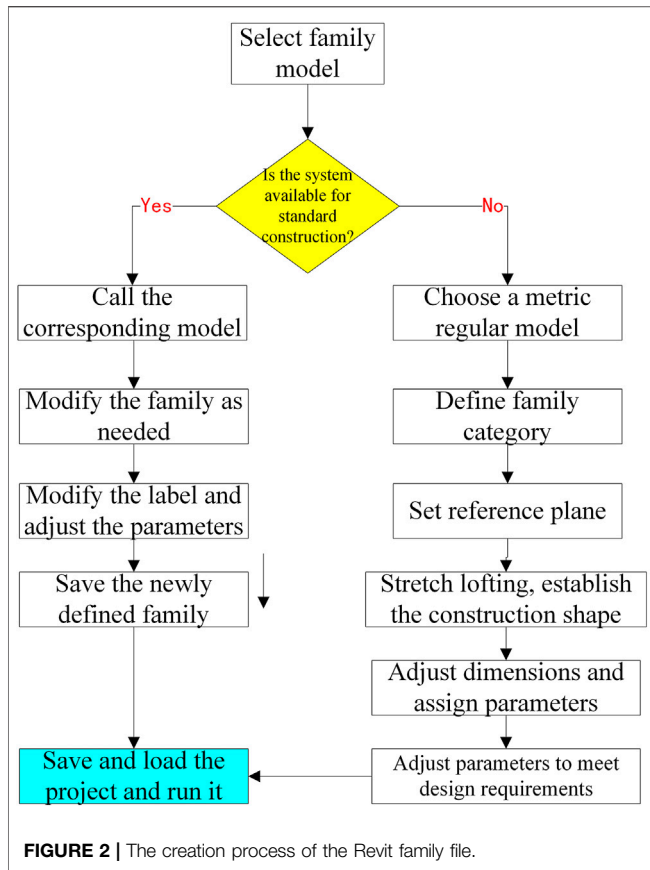 Select family
model
Is the system
available for
standard
construction?
Yes
No
Call the
corresponding model
Choose a metric
regular model
Modify the family as
needed
Define family
category
Modify the label and
adjust the parameters
Set reference plane
Save the newly
defined family
Stretch lofting, establish
the construction shape
Adjust dimensions and
assign parameters
Save and load the
project and run it
Adjust parameters to meet
design requirements
FIGURE 2 | The creation process of the Revit family file.